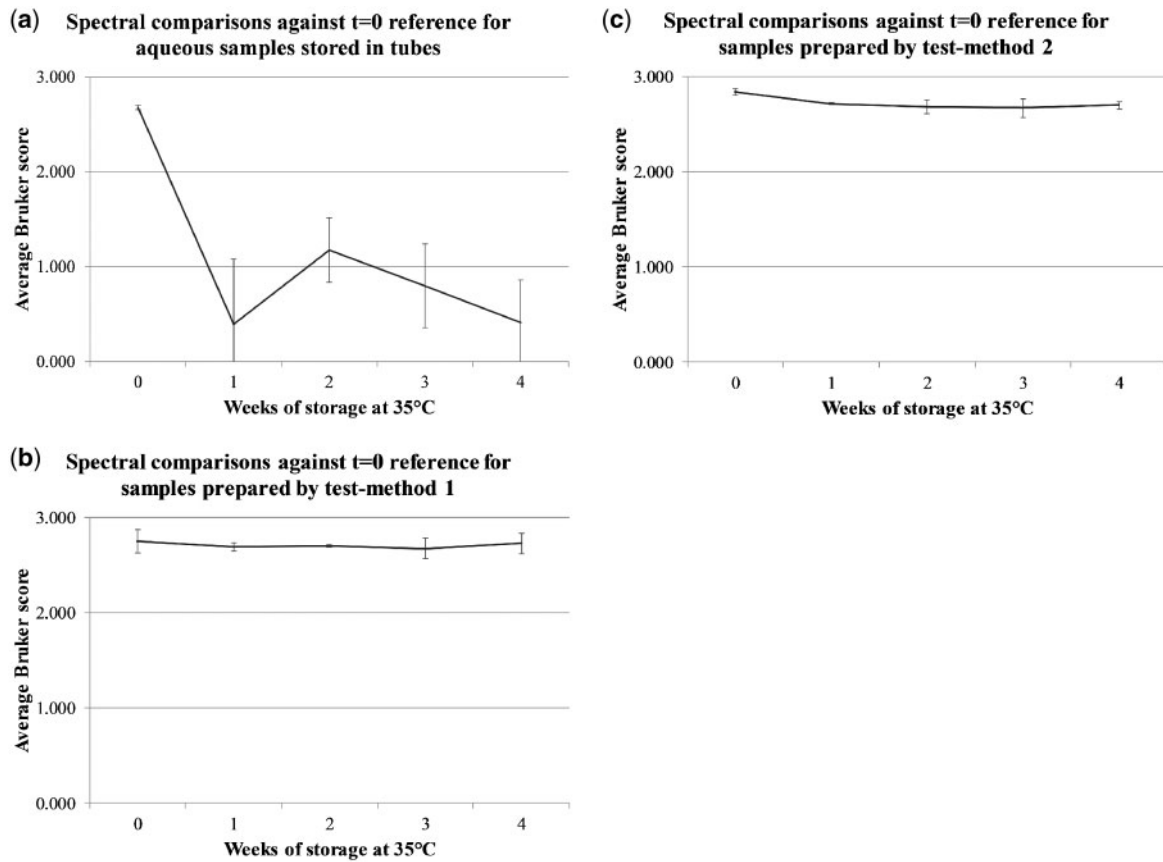 (a) Spectral comparisons against t=0 reference for
aqueous samples stored in tubes
Average Bruker score
3.000
2.000
1.000
0.000
0 1 2 3 4
Weeks of storage at 35°C
(b) Spectral comparisons against t=0 reference for
samples prepared by test-method 1
Average Bruker score
3.000
2.000
1.000
0.000
0 1 2 3 4
Weeks of storage at 35°C
(c) Spectral comparisons against t=0 reference for
samples prepared by test-method 2
Average Bruker score
3.000
2.000
1.000
0.000
0 1 2 3 4
Weeks of storage at 35°C